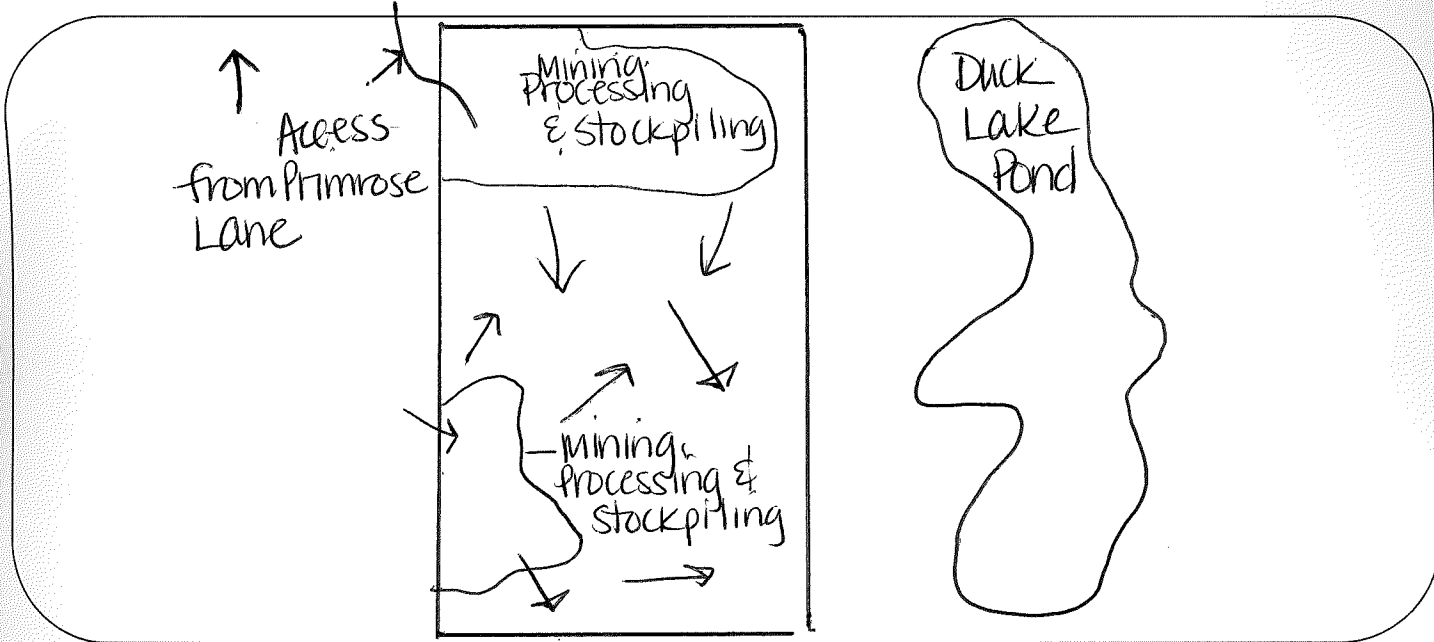 Access
from Primrose
Lane
Mining
Processing
& Stockpiling
Duck
Lake
Pond
Mining
Processing &
Stockpiling